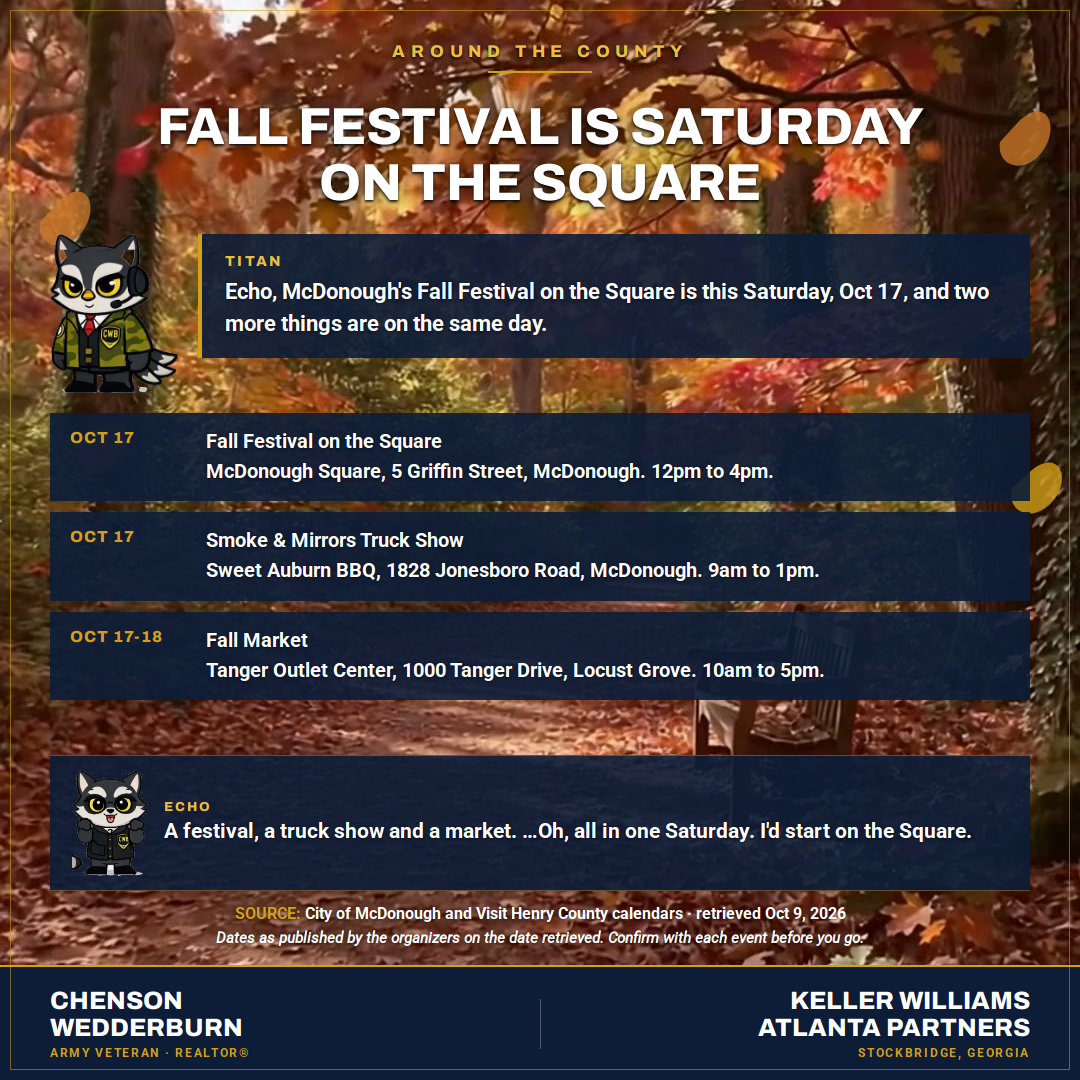 AROUND THE COUNTY
FALL FESTIVAL IS SATURDAY
ON THE SQUARE
TITAN
Echo, McDonough's Fall Festival on the Square is this Saturday, Oct 17, and two
more things are on the same day.
CWB
OCT 17
Fall Festival on the Square
McDonough Square, 5 Griffin Street, McDonough. 12pm to 4pm.
OCT 17
Smoke & Mirrors Truck Show
Sweet Auburn BBQ, 1828 Jonesboro Road, McDonough. 9am to 1pm.
OCT 17-18
Fall Market
Tanger Outlet Center, 1000 Tanger Drive, Locust Grove. 10am to 5pm.
ECHO
A festival, a truck show and a market. ...Oh, all in one Saturday. I'd start on the Square.
CWB
SOURCE: City of McDonough and Visit Henry County calendars · retrieved Oct 9, 2026
Dates as published by the organizers on the date retrieved. Confirm with each event before you go.
CHENSON
WEDDERBURN
ARMY VETERAN · REALTOR®
KELLER WILLIAMS
ATLANTA PARTNERS
STOCKBRIDGE, GEORGIA